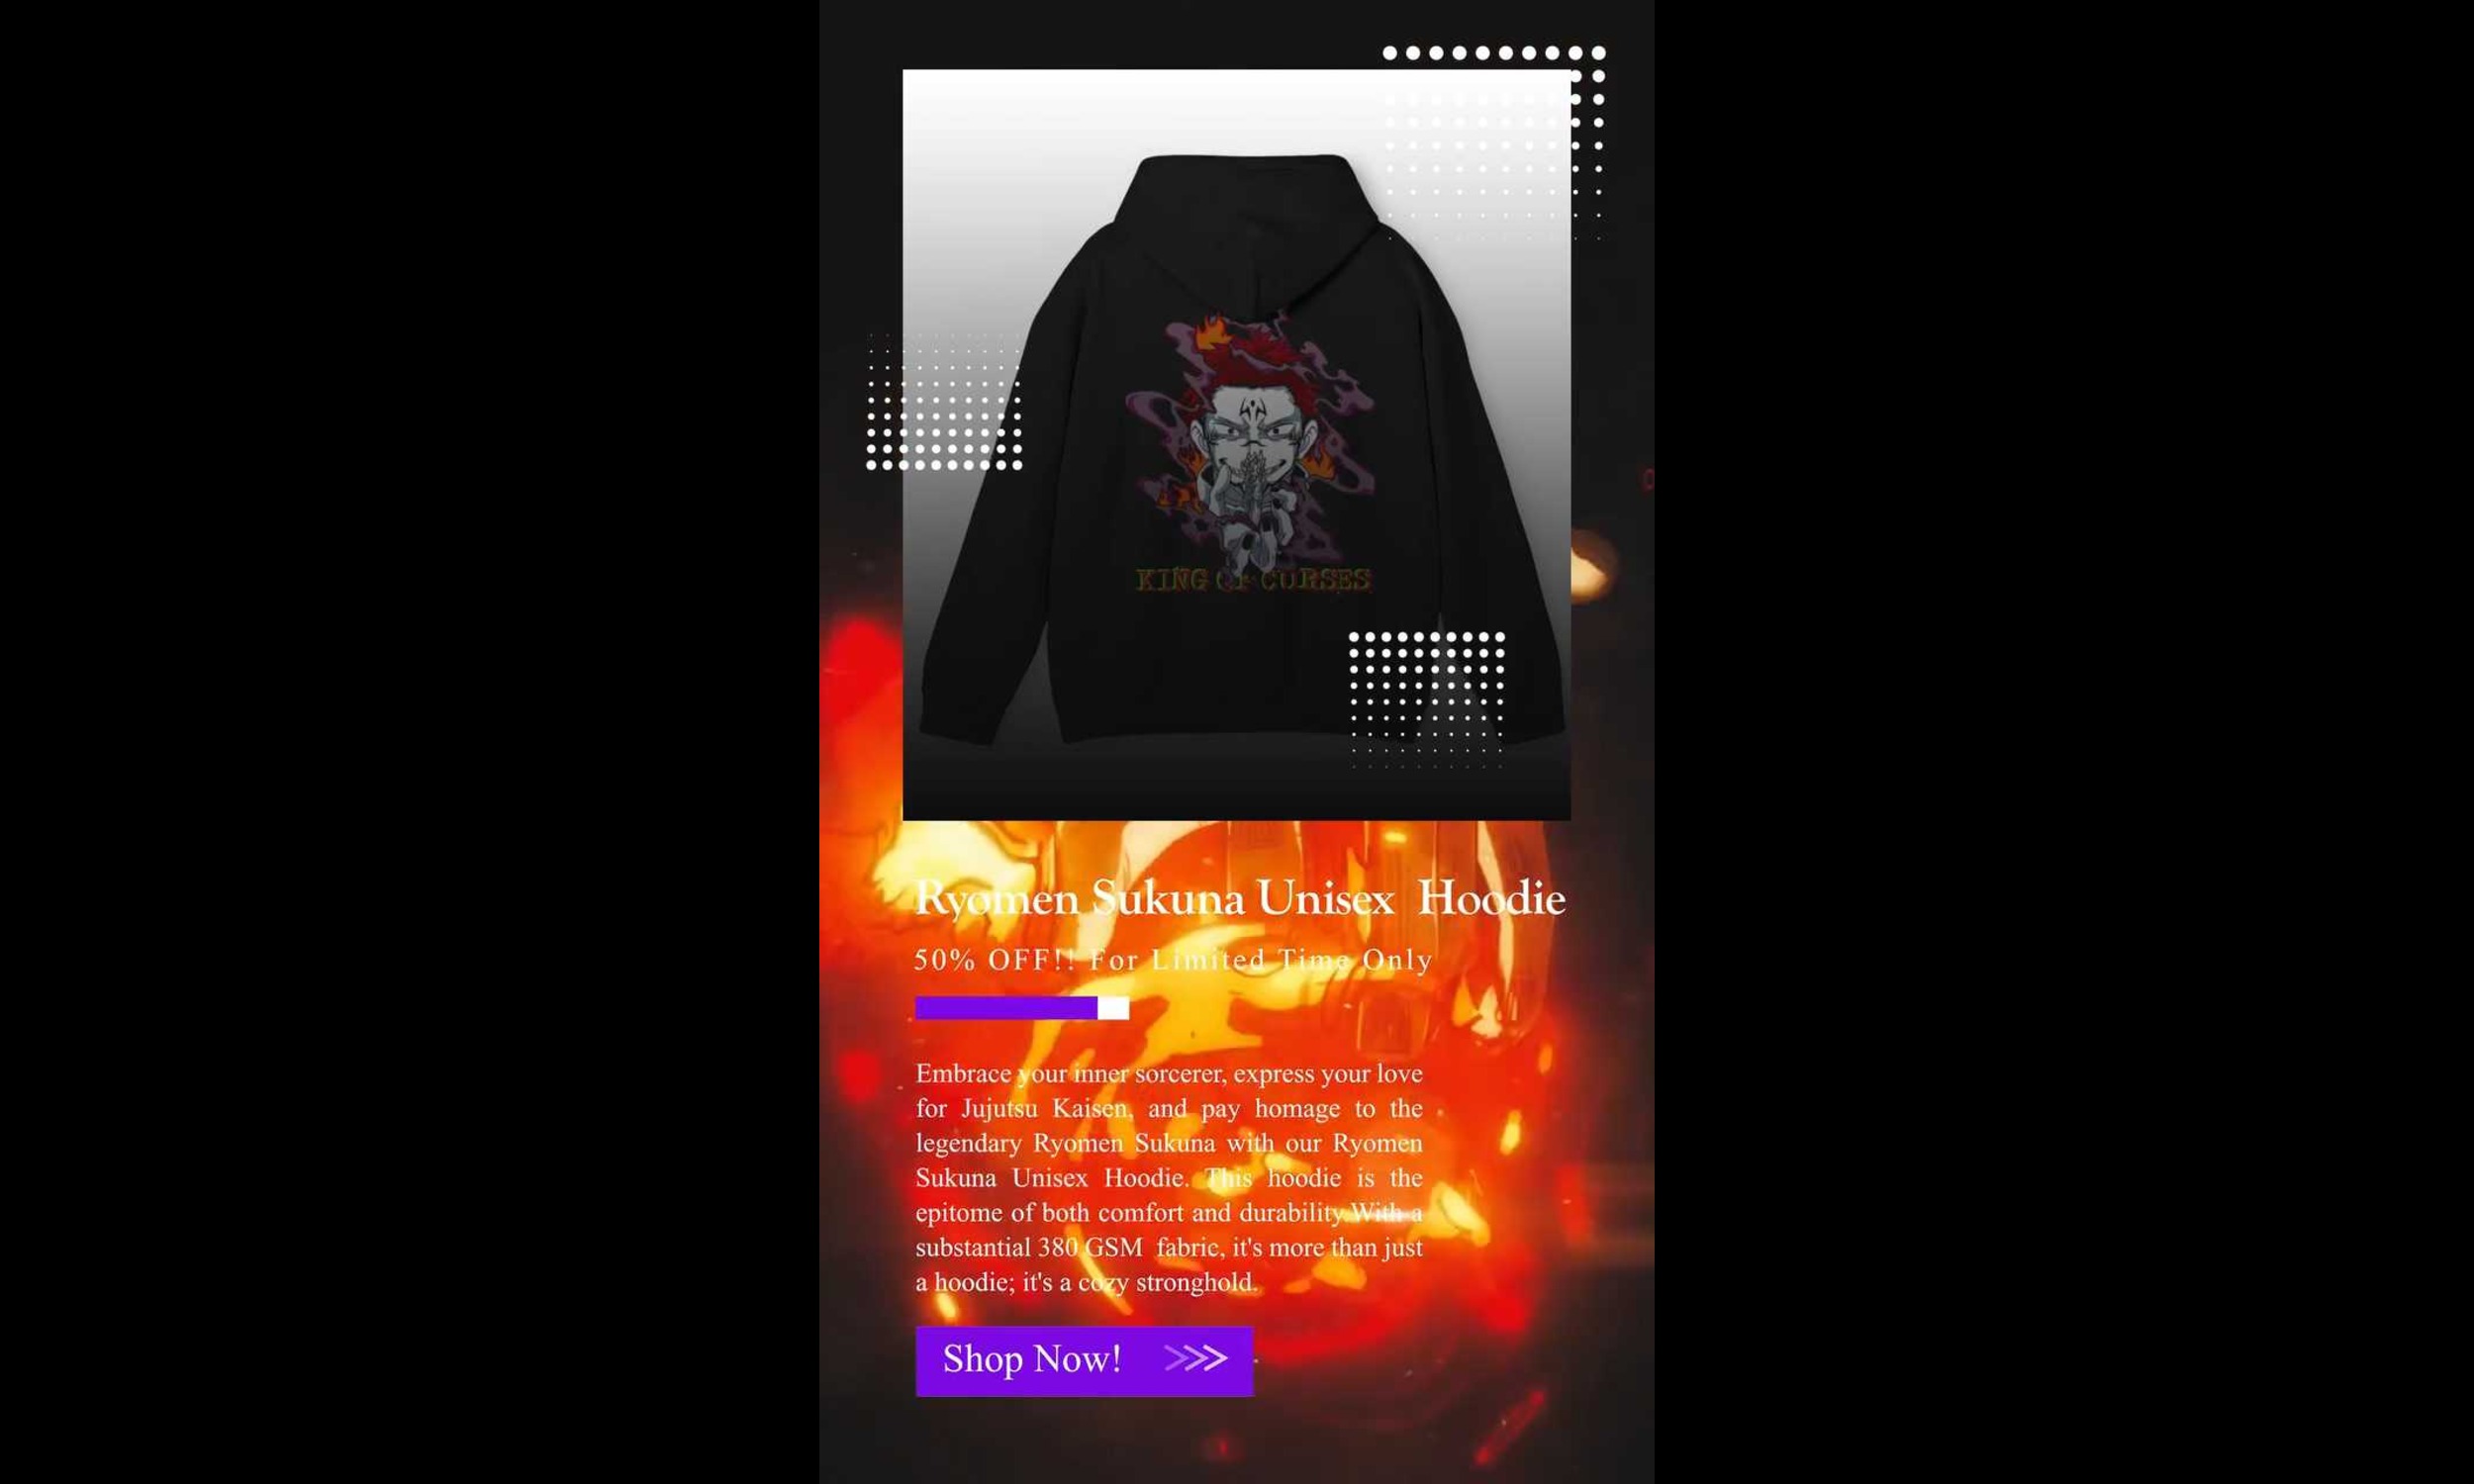 KING OF CURSES
Ryomen Sukuna Unisex Hoodie
50% OFF!! For Limited Time Only
Embrace your inner sorcerer, express your love
for Jujutsu Kaisen, and pay homage to the
legendary Ryomen Sukuna with our Ryomen
Sukuna Unisex Hoodie. This hoodie is the
epitome of both comfort and durability.With a
substantial 380 GSM fabric, it's more than just
a hoodie; it's a cozy stronghold.
Shop Now!